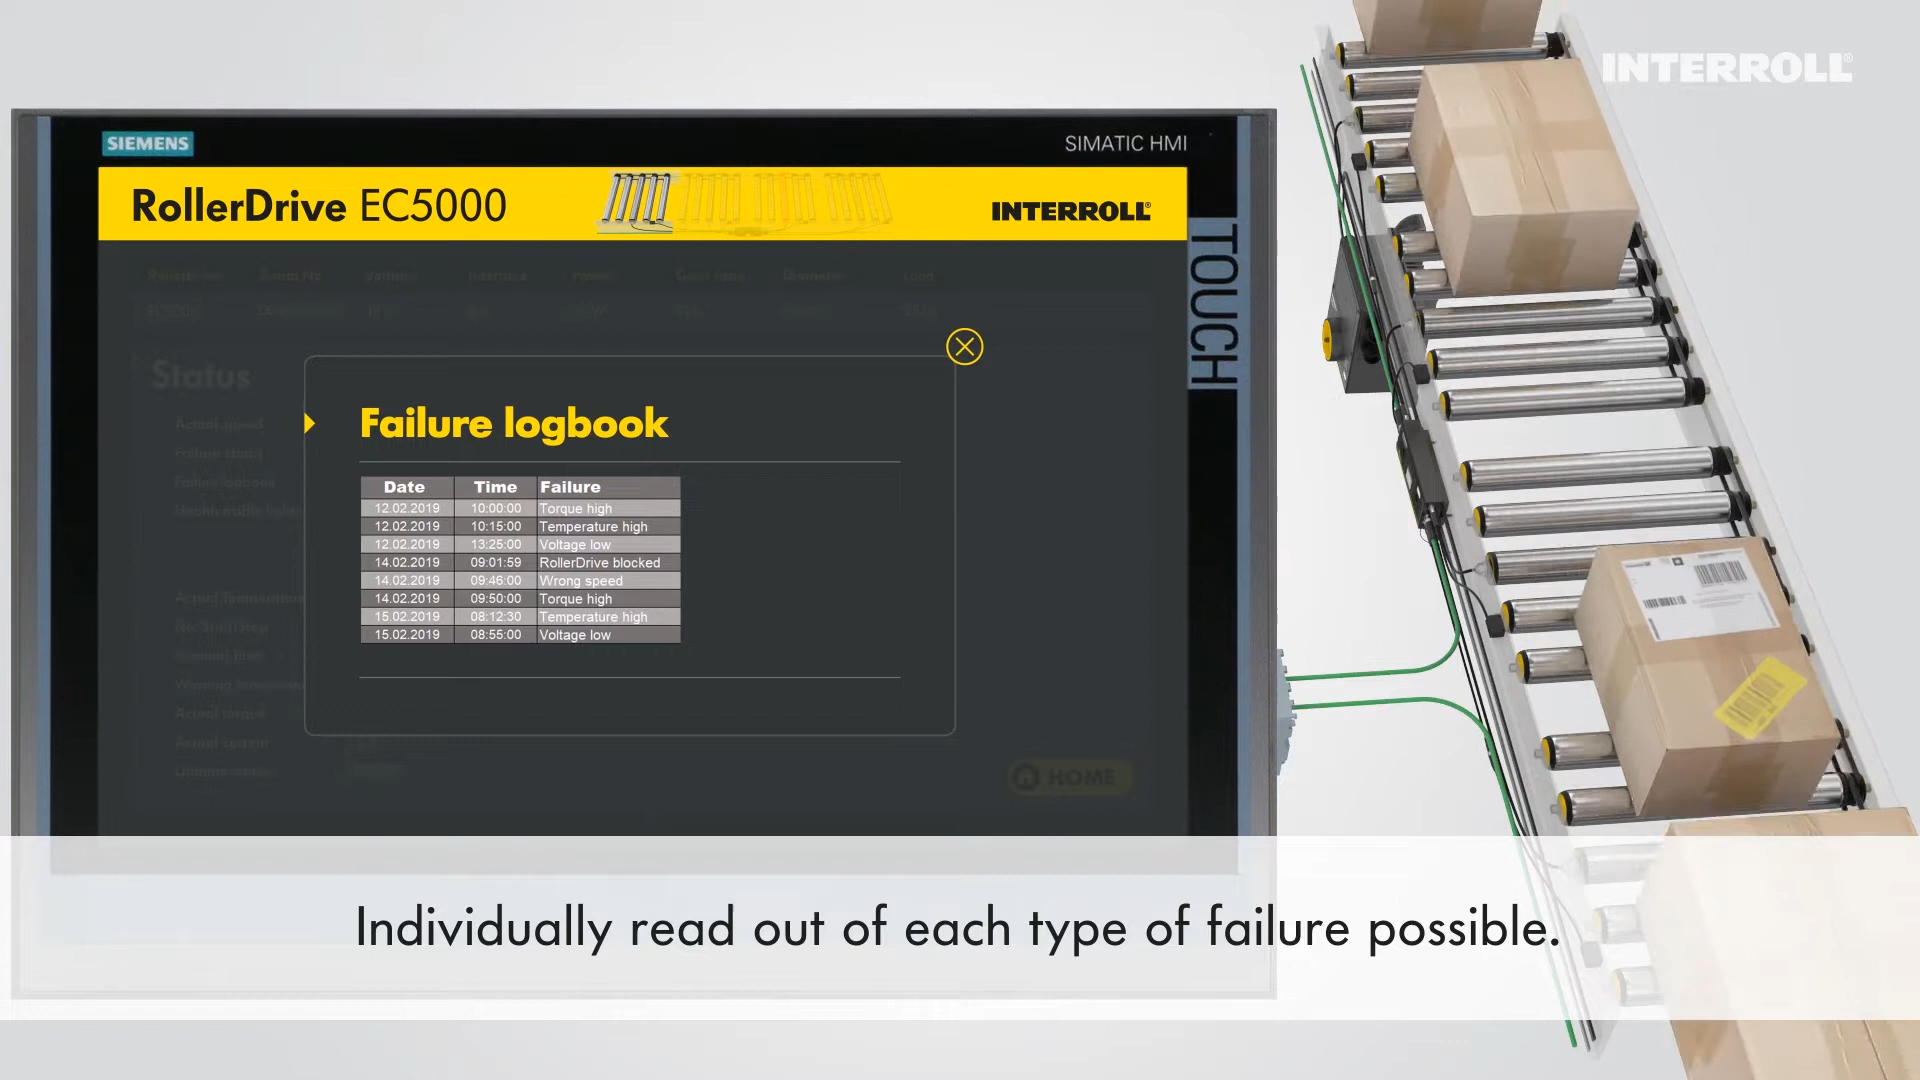 INTERROLL®
SIEMENS
SIMATIC HMI
RollerDrive EC5000
INTERROLL®
TOUCH
Status
Failure logbook
Date Time Failure
12.02.2019 10:00:00 Torque high
12.02.2019 10:15:00 Temperature high
12.02.2019 13:25:00 Voltage low
14.02.2019 09:01:59 RollerDrive blocked
14.02.2019 09:46:00 Wrong speed
14.02.2019 09:50:00 Torque high
15.02.2019 08:12:30 Temperature high
15.02.2019 08:55:00 Voltage low
HOME
Individually read out of each type of failure possible.